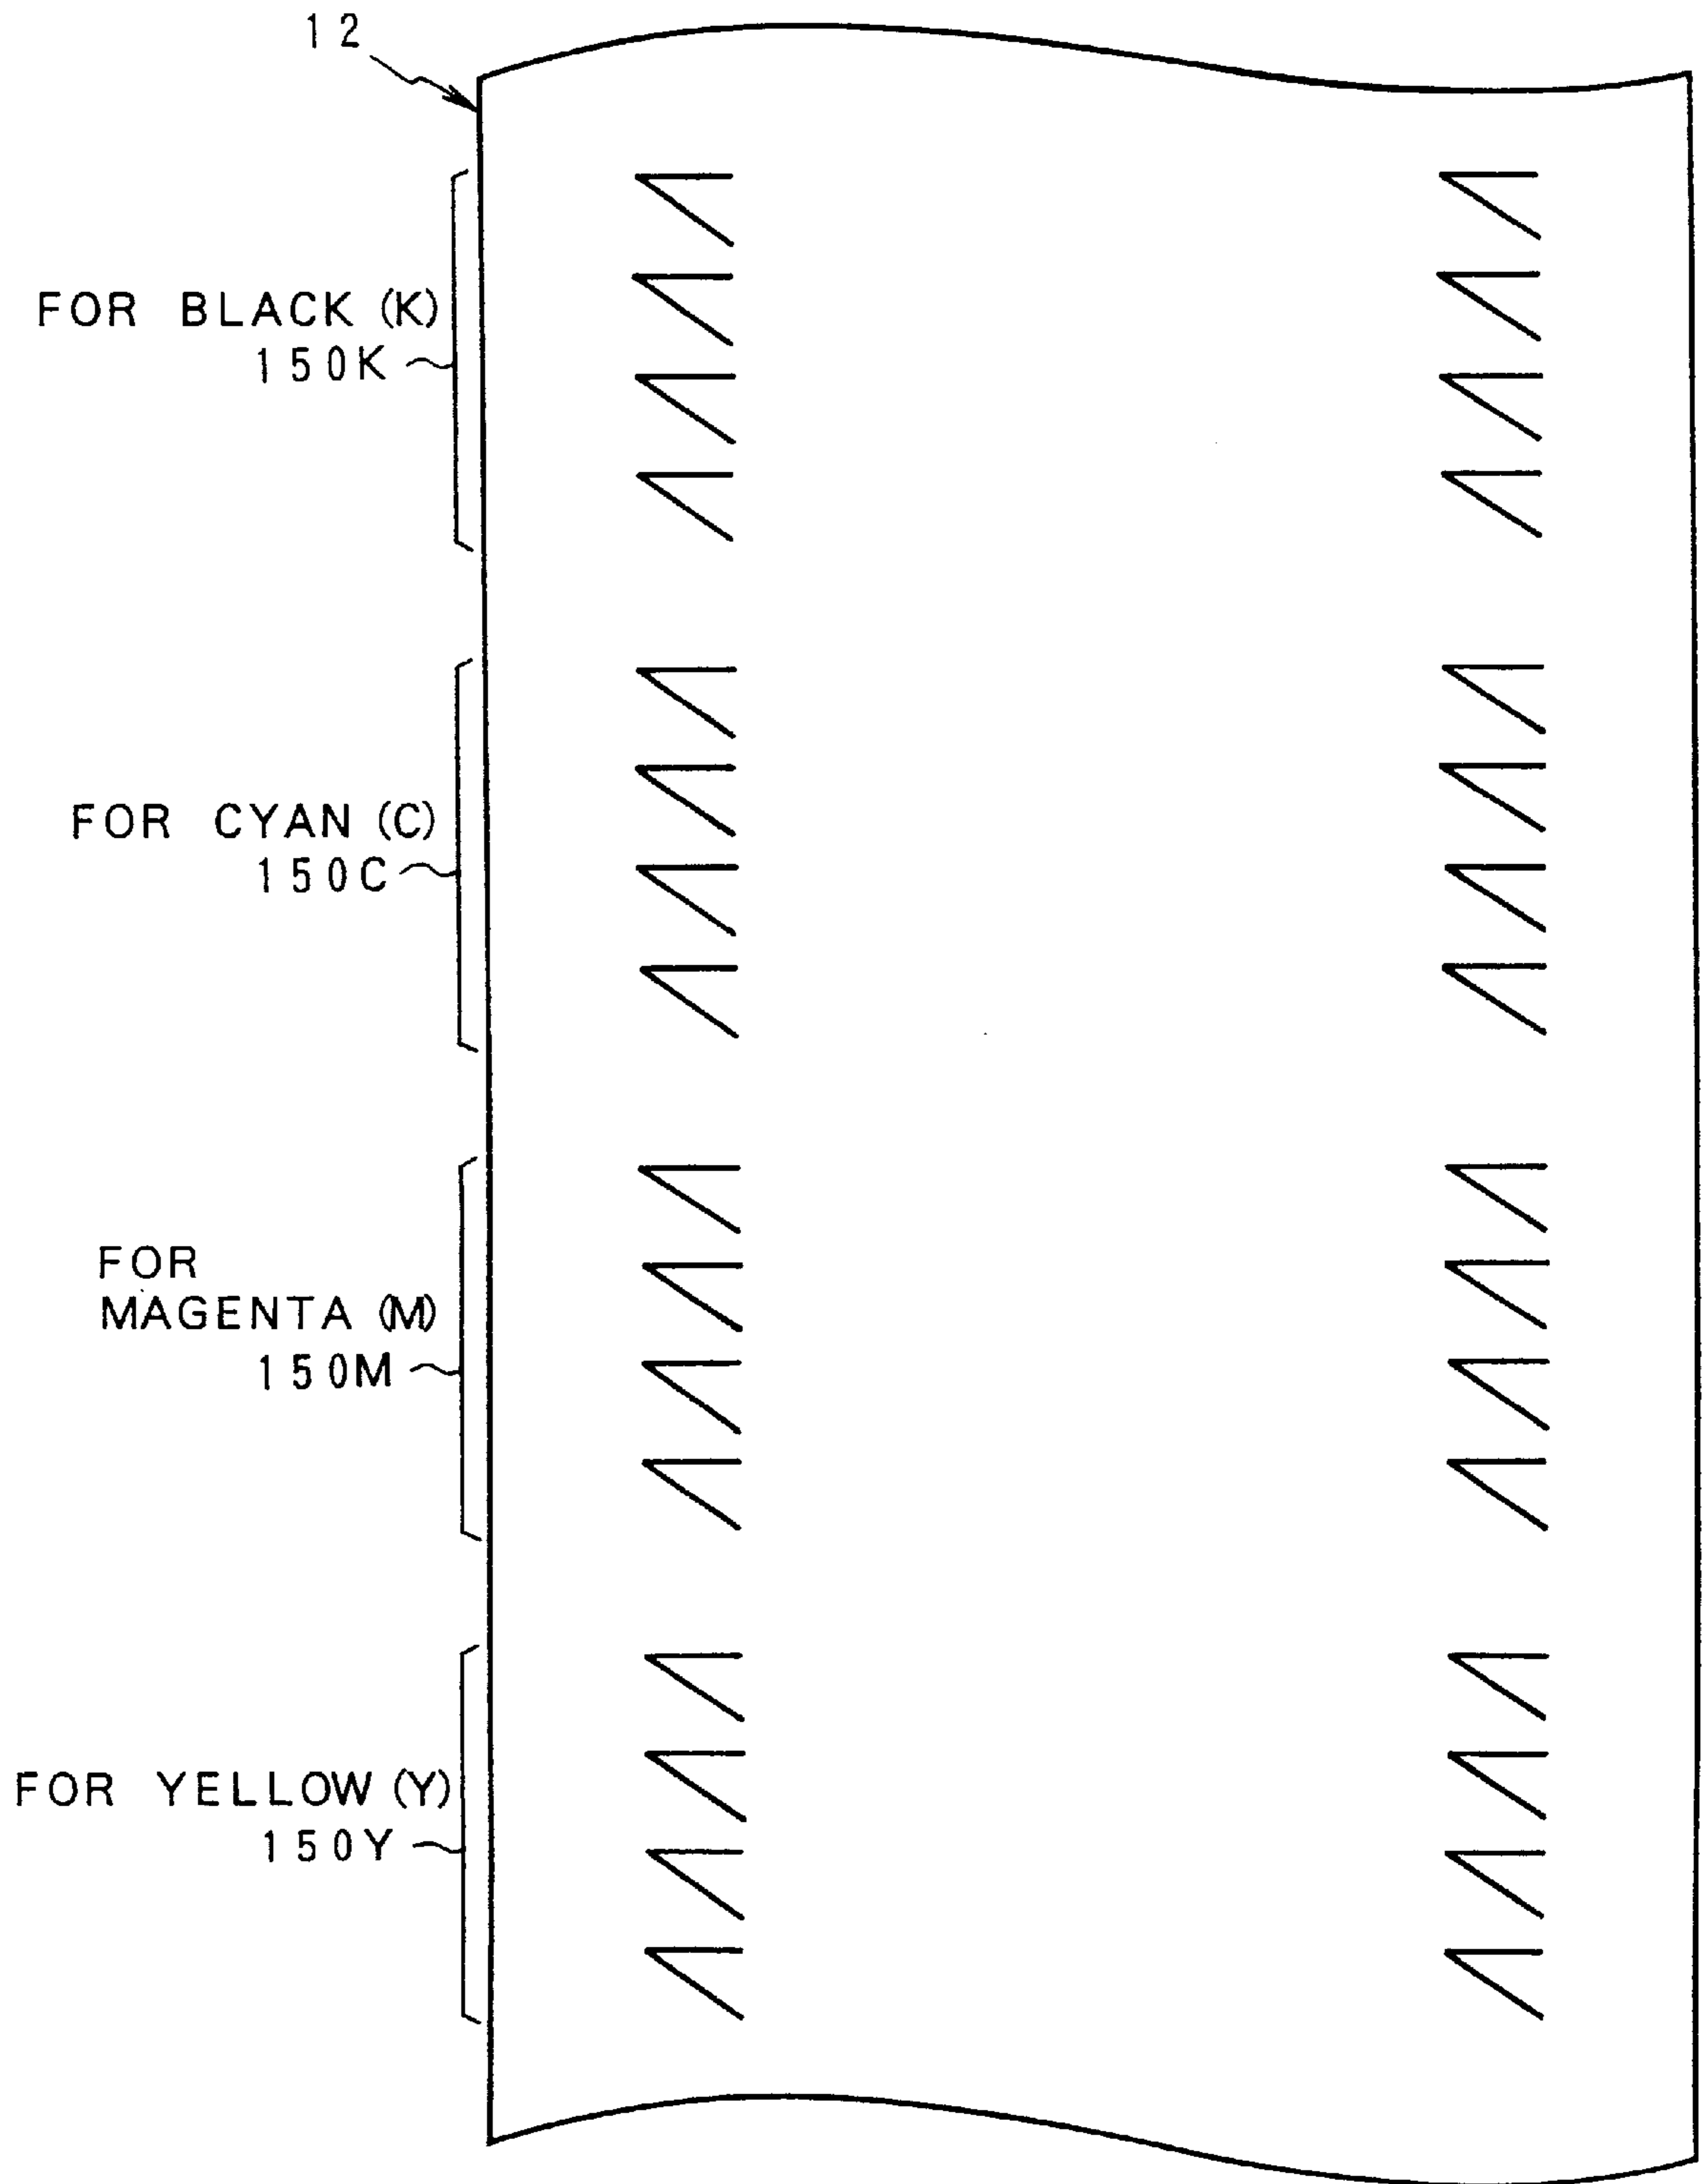 12
FOR BLACK (K)
150K
FOR CYAN (C)
150C
FOR
MAGENTA (M)
150M
FOR YELLOW (Y)
150Y